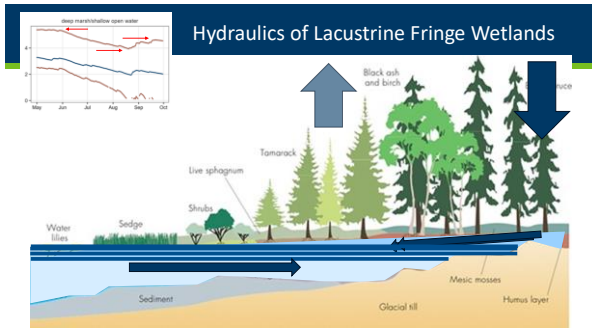 deep marsh/shallow open water
4
2
0
May
Jun
Jul
Aug
Sep
Oct
Hydraulics of Lacustrine Fringe Wetlands
Black ash
and birch
Tamarack
Live sphagnum
Shrubs
Sedge
Water
lilies
Mesic mosses
Sediment
Glacial till
Humus layer